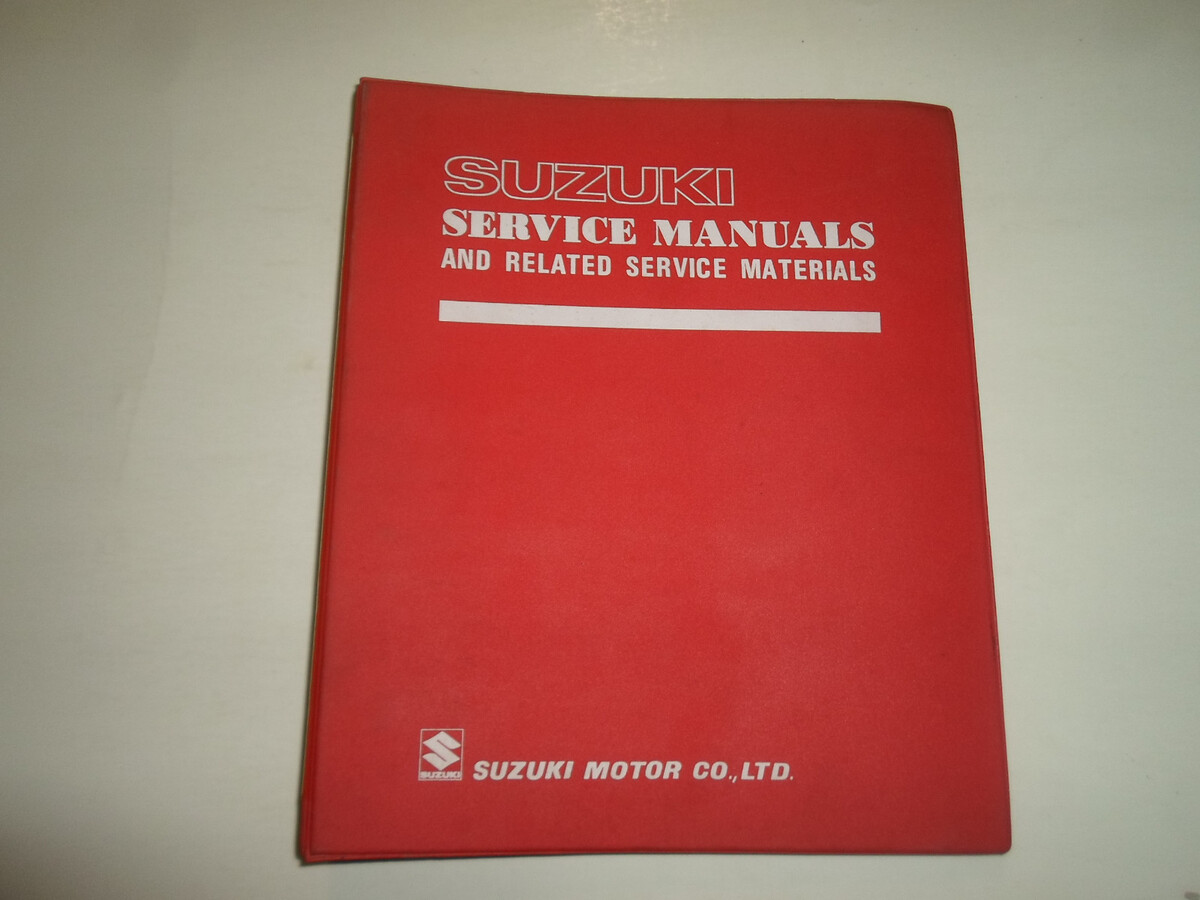 SUZUKI
SERVICE MANUALS
AND RELATED SERVICE MATERIALS
SUZUKI
SUZUKI MOTOR CO.,LTD.